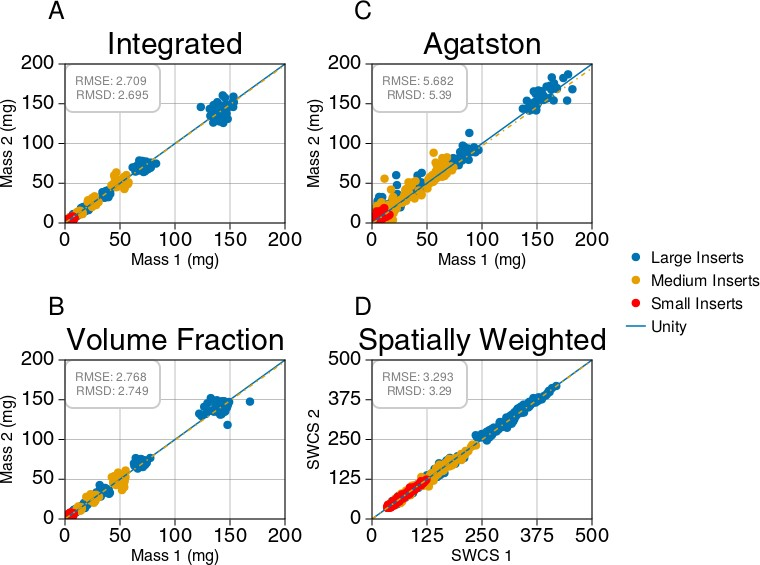 A
Integrated
RMSE: 2.709
RMSD: 2.695
Mass 2 (mg)
200
150
100
50
0
0 50 100 150 200
Mass 1 (mg)
C
Agatston
RMSE: 5.682
RMSD: 5.39
Mass 2 (mg)
200
150
100
50
0
0 50 100 150 200
Mass 1 (mg)
B
Volume Fraction
RMSE: 2.768
RMSD: 2.749
Mass 2 (mg)
200
150
100
50
0
0 50 100 150 200
Mass 1 (mg)
D
Spatially Weighted
RMSE: 3.293
RMSD: 3.29
SWCS 2
500
375
250
125
0
0 125 250 375 500
SWCS 1
Large Inserts
Medium Inserts
Small Inserts
Unity